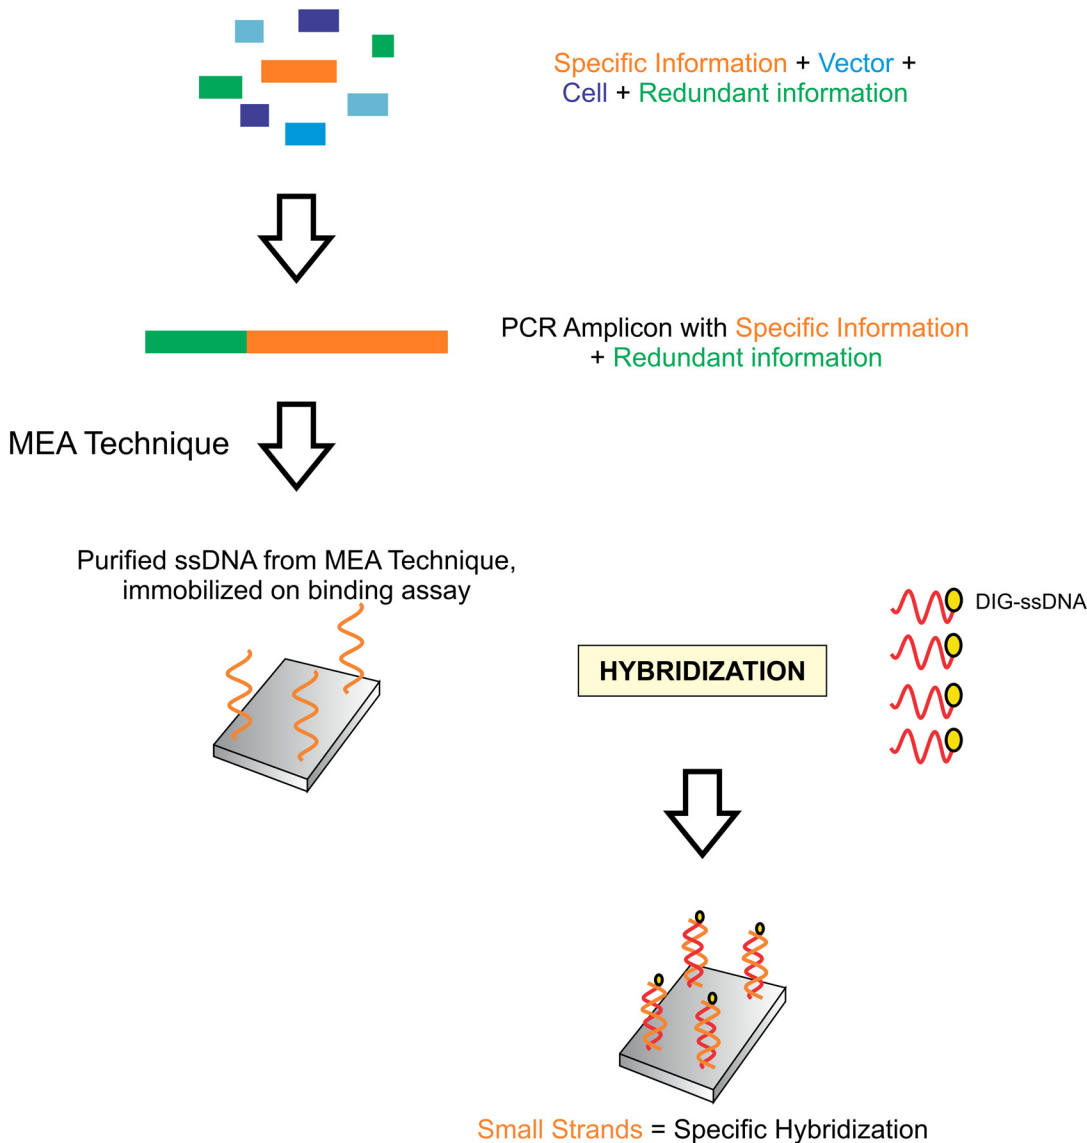 Specific Information + Vector +
Cell + Redundant information
PCR Amplicon with Specific Information
+ Redundant information
MEA Technique
Purified ssDNA from MEA Technique,
immobilized on binding assay
DIG-ssDNA
HYBRIDIZATION
Small Strands = Specific Hybridization